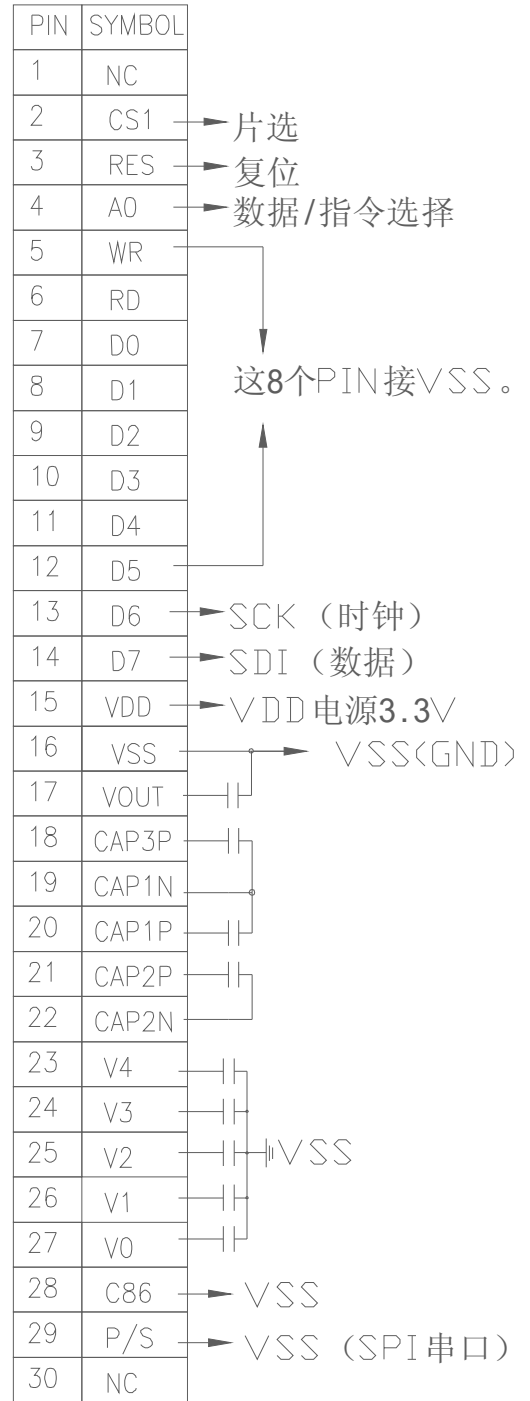 PIN SYMBOL
1 NC
2 CS1 片选
3 RES 复位
4 A0 数据/指令选择
5 WR
6 RD
7 D0
8 D1 这8个PIN接VSS。
9 D2
10 D3
11 D4
12 D5
13 D6 SCK（时钟）
14 D7 SDI（数据）
15 VDD VDD电源3.3V
16 VSS VSS(GND)
17 VOUT
18 CAP3P
19 CAP1N
20 CAP1P
21 CAP2P
22 CAP2N
23 V4
24 V3
25 V2 VSS
26 V1
27 V0
28 C86 VSS
29 P/S VSS（SPI串口）
30 NC